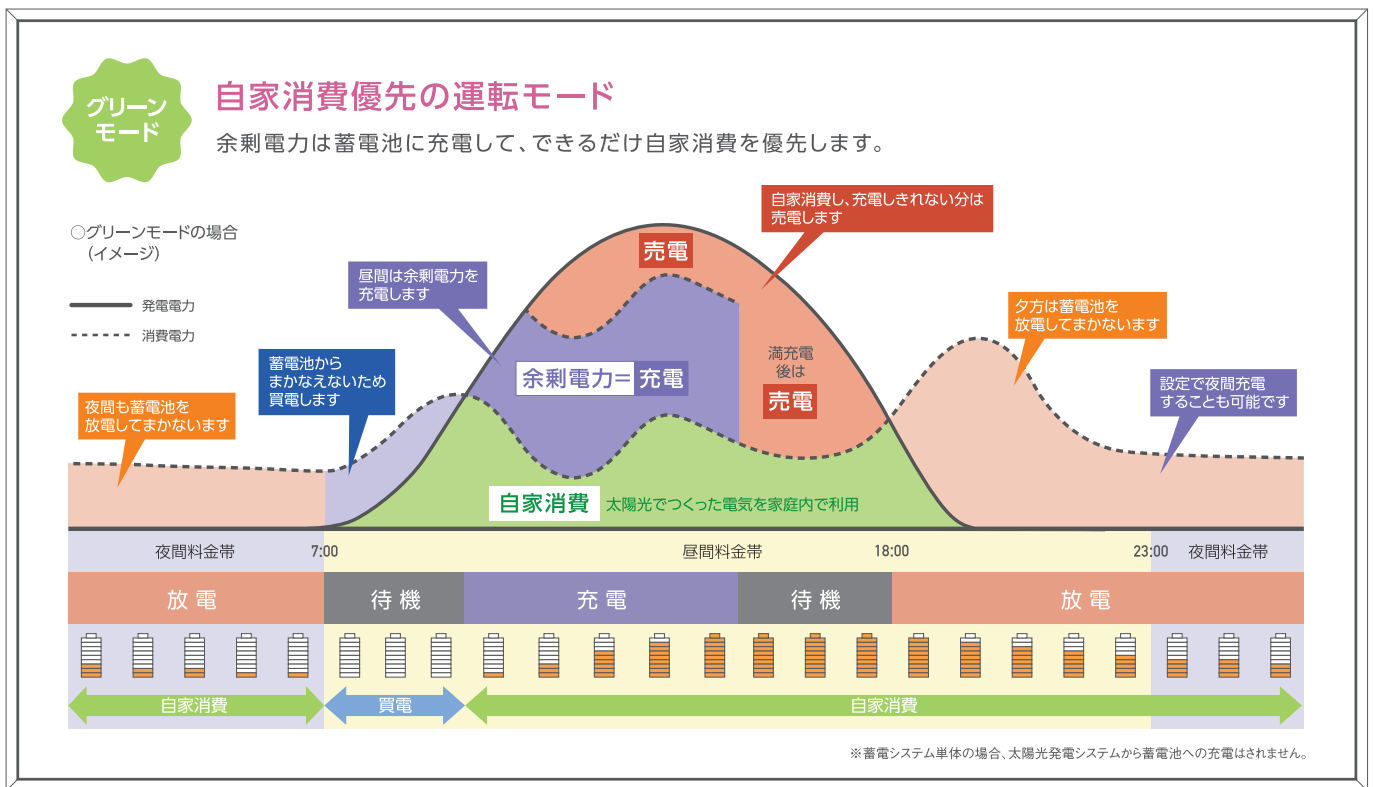 グリーン
モード
自家消費優先の運転モード
余剰電力は蓄電池に充電して、できるだけ自家消費を優先します。
○グリーンモードの場合
（イメージ）
発電電力
消費電力
夜間も蓄電池を
放電してまかないます
蓄電池から
まかなえないため
買電します
昼間は余剰電力を
充電します
売電
自家消費し、充電しきれない分は
売電します
余剰電力＝充電
満充電
後は
売電
夕方は蓄電池を
放電してまかないます
設定で夜間充電
することも可能です
自家消費 太陽光でつくった電気を家庭内で利用
夜間料金帯 7:00 昼間料金帯 18:00 23:00 夜間料金帯
放電 待機 充電 待機 放電
自家消費 買電 自家消費
※蓄電システム単体の場合、太陽光発電システムから蓄電池への充電はされません。